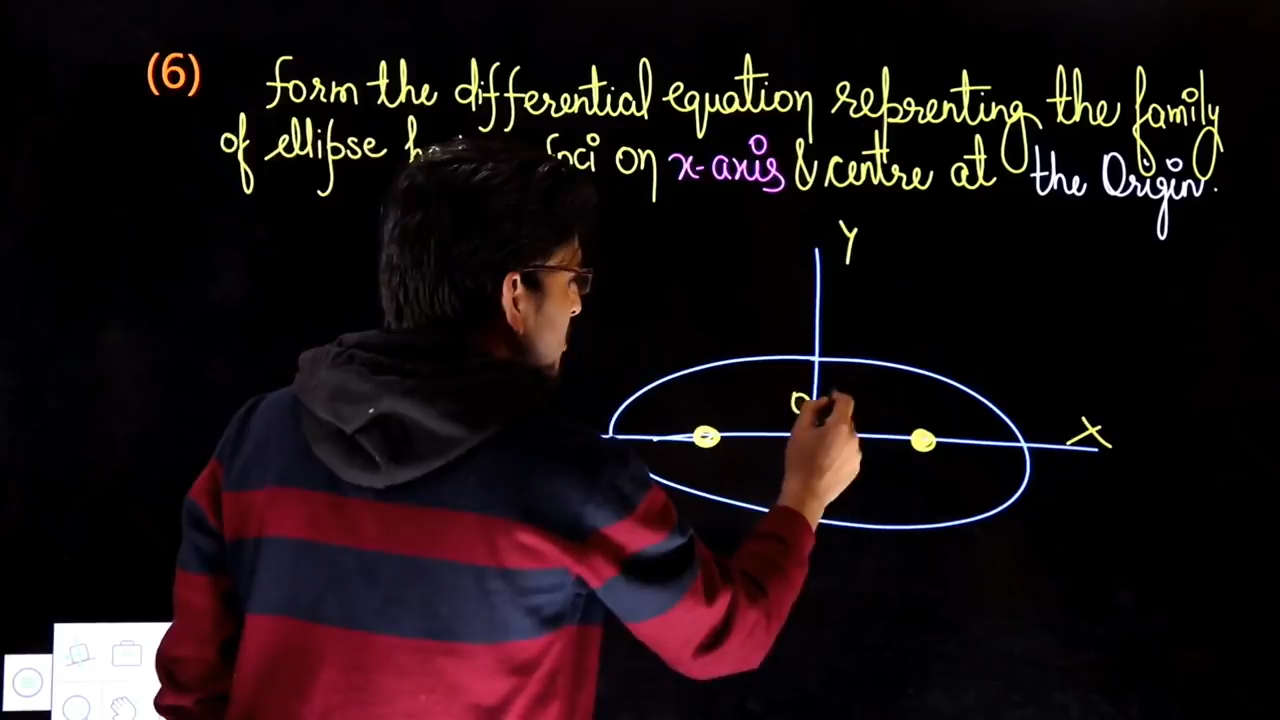 (6) Form the differential equation reprenting the family
of ellipse foci on x-axis & centre at the Origin.
Y
O
X